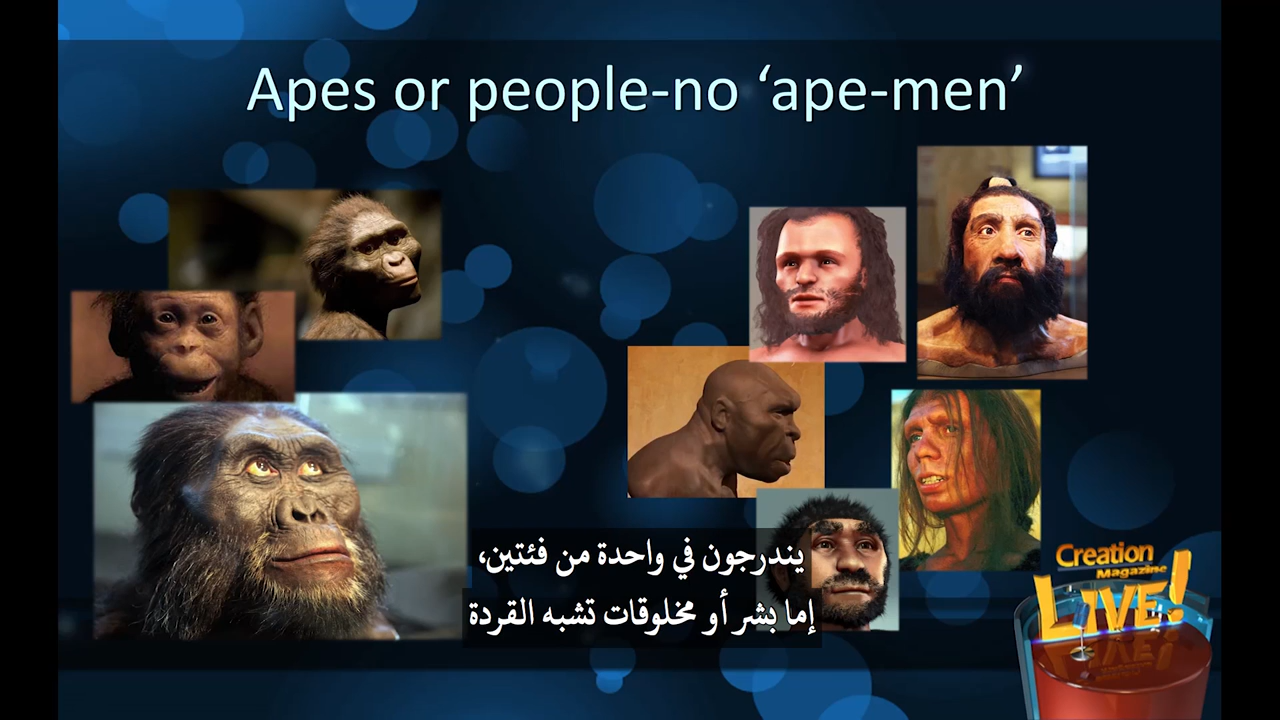 Apes or people-no ‘ape-men’
يندرجون في واحدة من فئتين،
إما بشر أو مخلوقات تشبه القردة
Creation
Magazine
LIVE!